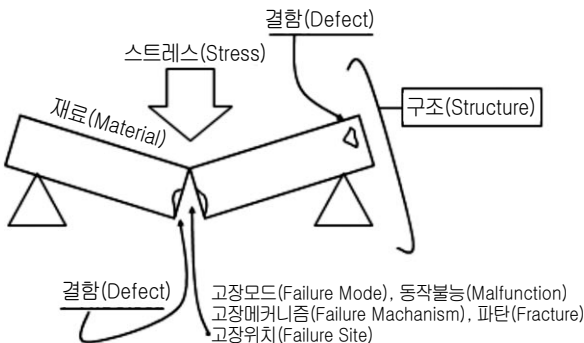 결함(Defect)
스트레스(Stress)
재료(Material)
구조(Structure)
결함(Defect)
고장모드(Failure Mode), 동작불능(Malfunction)
고장메커니즘(Failure Machanism), 파탄(Fracture)
고장위치(Failure Site)